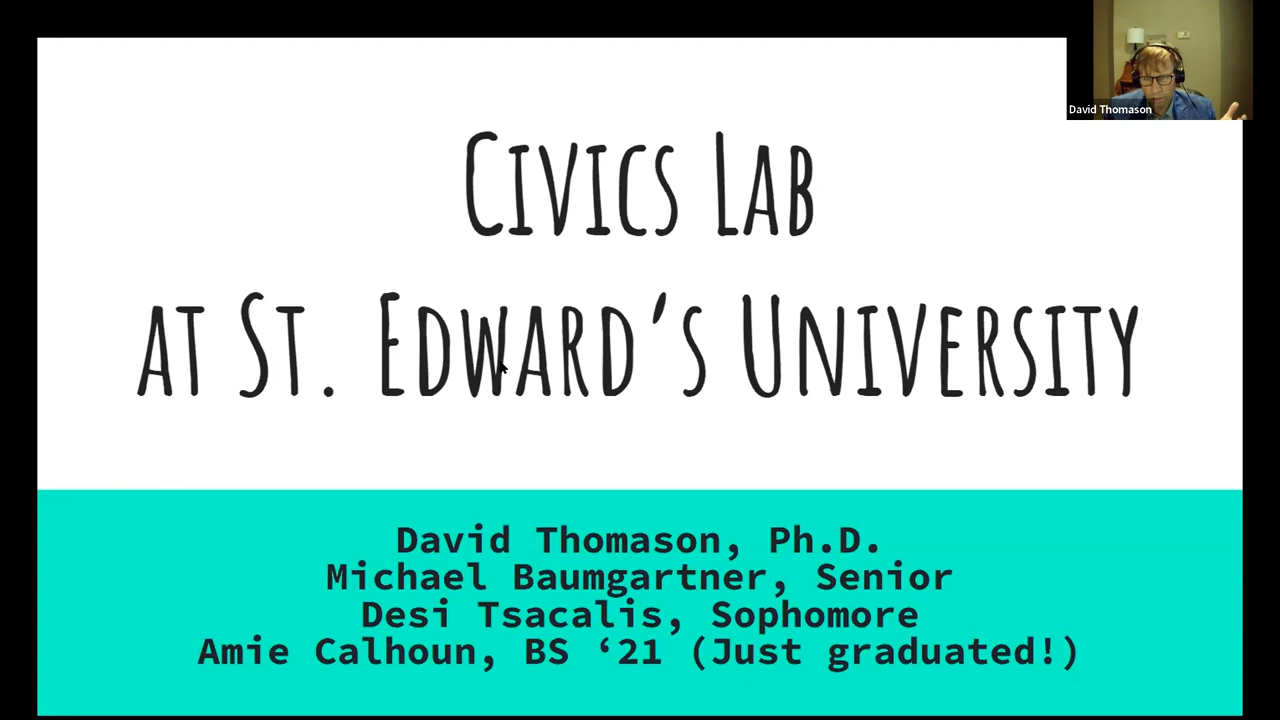 Civics Lab
at St. Edward’s University
David Thomason, Ph.D.
Michael Baumgartner, Senior
Desi Tsacalis, Sophomore
Amie Calhoun, BS ‘21 (Just graduated!)
David Thomason